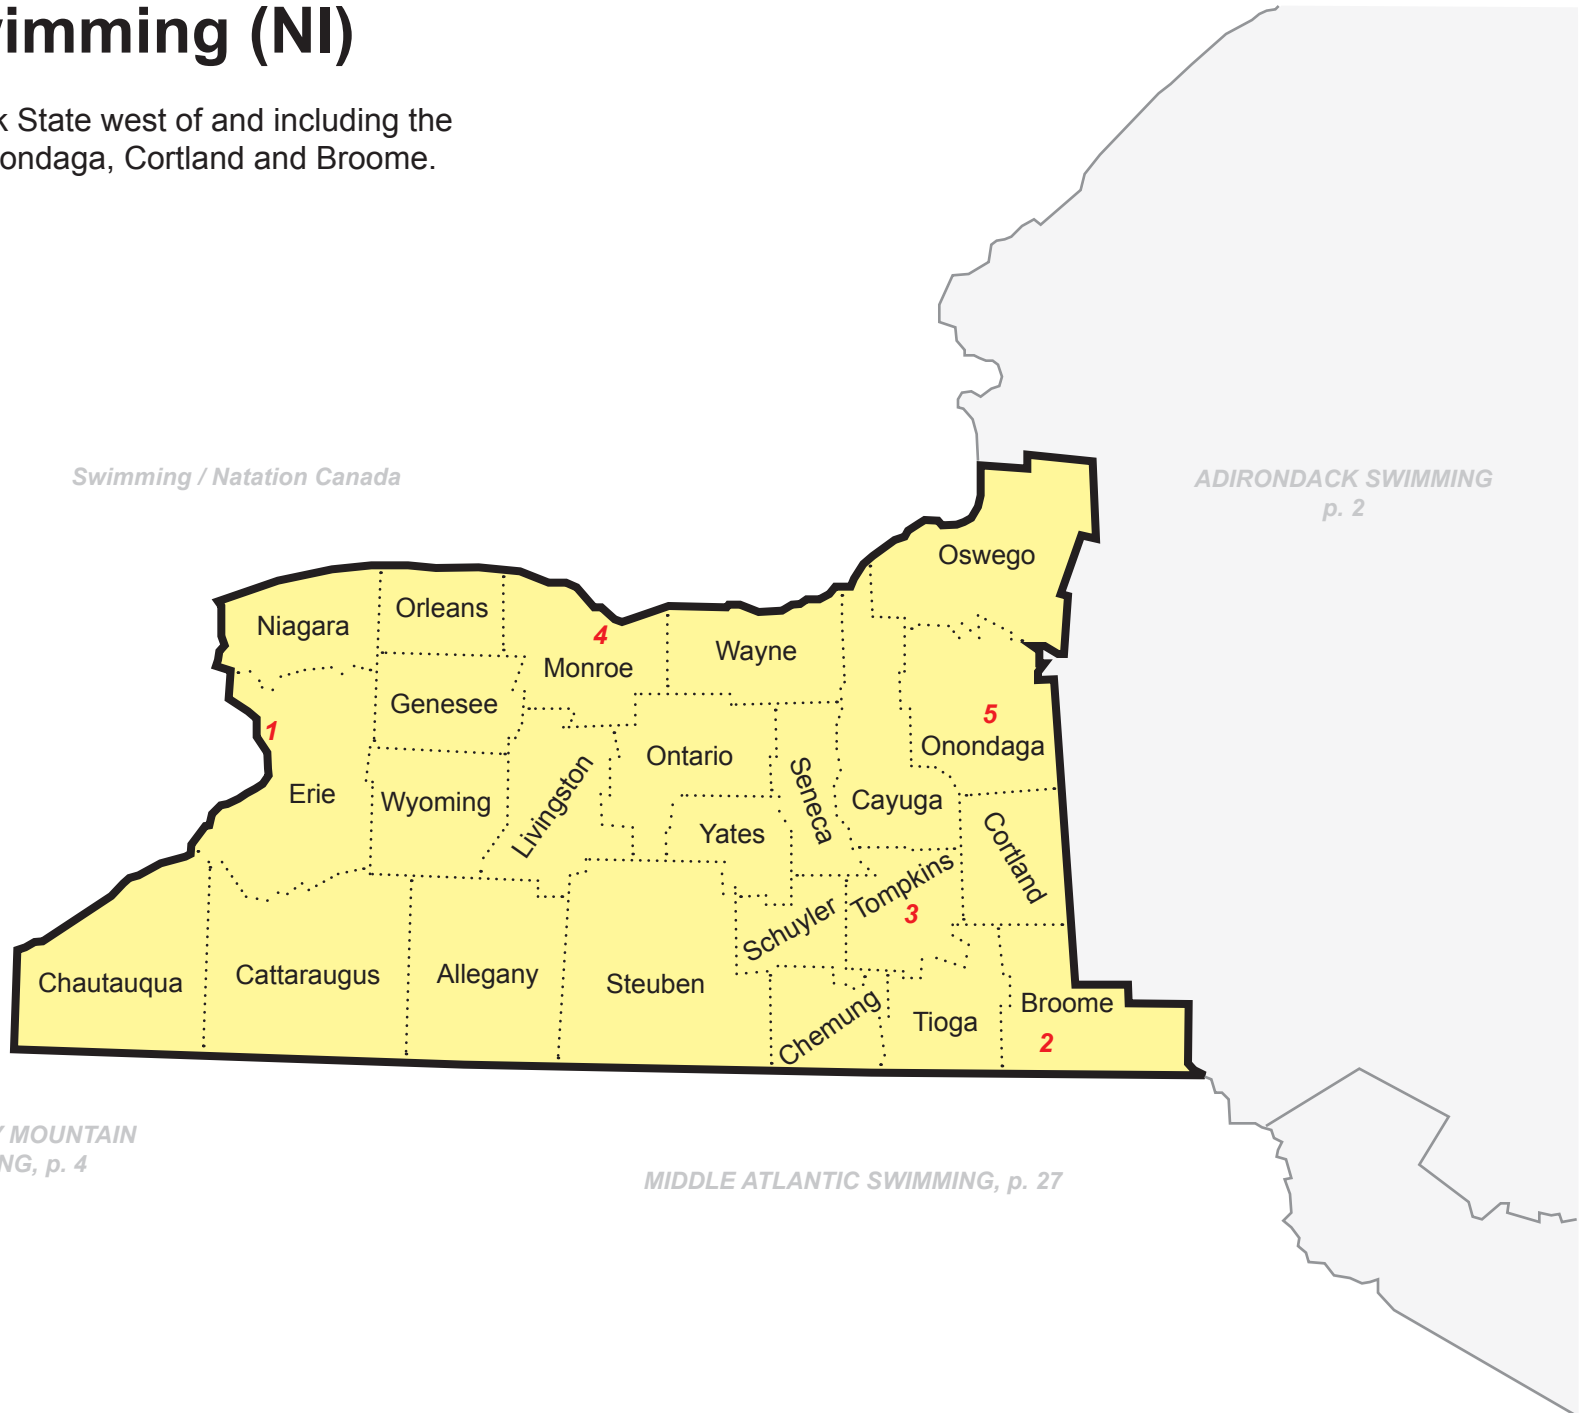 imming (NI)
k State west of and including the
ondaga, Cortland and Broome.
Swimming / Natation Canada
ADIRONDACK SWIMMING
p. 2
Oswego
Niagara
Orleans
4
Monroe
Wayne
Genesee
1
5
Onondaga
Ontario
Seneca
Erie
Wyoming
Livingston
Cayuga
Yates
Cortland
Tompkins
3
Schuyler
Chautauqua
Cattaraugus
Allegany
Steuben
Chemung
Tioga
Broome
2
MOUNTAIN
NG, p. 4
MIDDLE ATLANTIC SWIMMING, p. 27